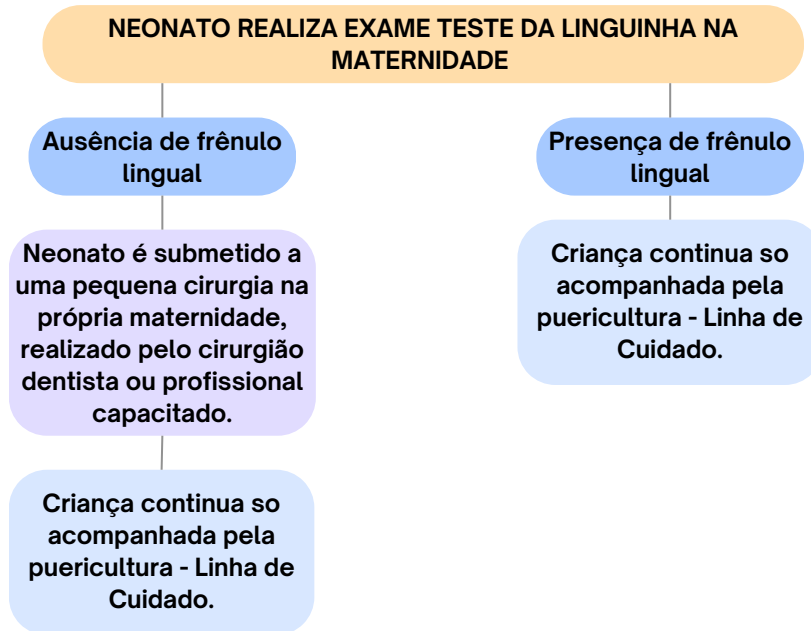 NEONATO REALIZA EXAME TESTE DA LINGUINHA NA
MATERNIDADE
Ausência de frênulo
lingual
Neonato é submetido a
uma pequena cirurgia na
própria maternidade,
realizado pelo cirurgião
dentista ou profissional
capacitado.
Criança continua so
acompanhada pela
puericultura - Linha de
Cuidado.
Presença de frênulo
lingual
Criança continua so
acompanhada pela
puericultura - Linha de
Cuidado.